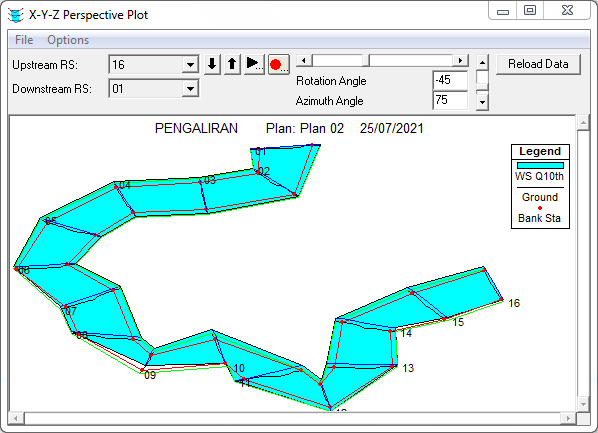 X-Y-Z Perspective Plot
File Options
Upstream RS: 16
Downstream RS: 01
Rotation Angle -45
Azimuth Angle 75
Reload Data
PENGALIRAN Plan: Plan 02 25/07/2021
Legend
WS Q10th
Ground
Bank Sta
01
02
03
04
05
06
07
08
09
10
11
12
13
14
15
16